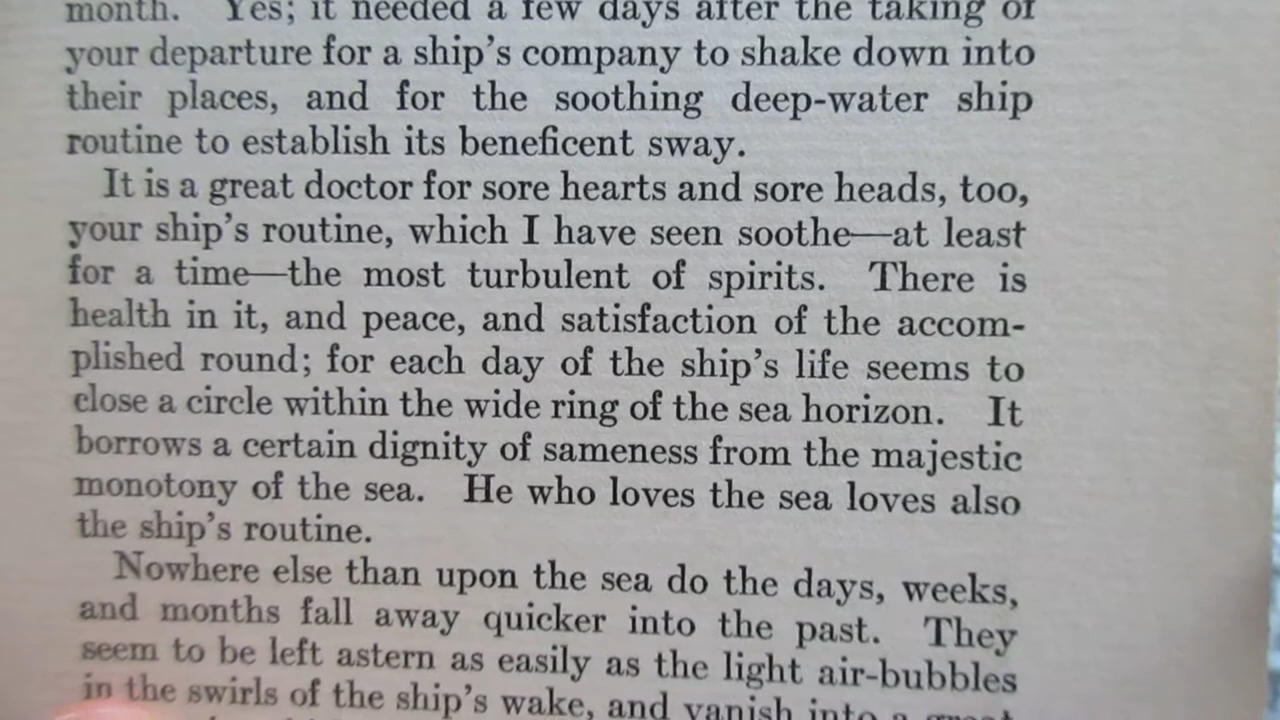 month. Yes; it needed a few days after the taking of
your departure for a ship's company to shake down into
their places, and for the soothing deep-water ship
routine to establish its beneficent sway.
It is a great doctor for sore hearts and sore heads, too,
your ship's routine, which I have seen soothe—at least
for a time—the most turbulent of spirits. There is
health in it, and peace, and satisfaction of the accom-
plished round; for each day of the ship's life seems to
close a circle within the wide ring of the sea horizon. It
borrows a certain dignity of sameness from the majestic
monotony of the sea. He who loves the sea loves also
the ship's routine.
Nowhere else than upon the sea do the days, weeks,
and months fall away quicker into the past. They
seem to be left astern as easily as the light air-bubbles
in the swirls of the ship's wake, and vanish into a great